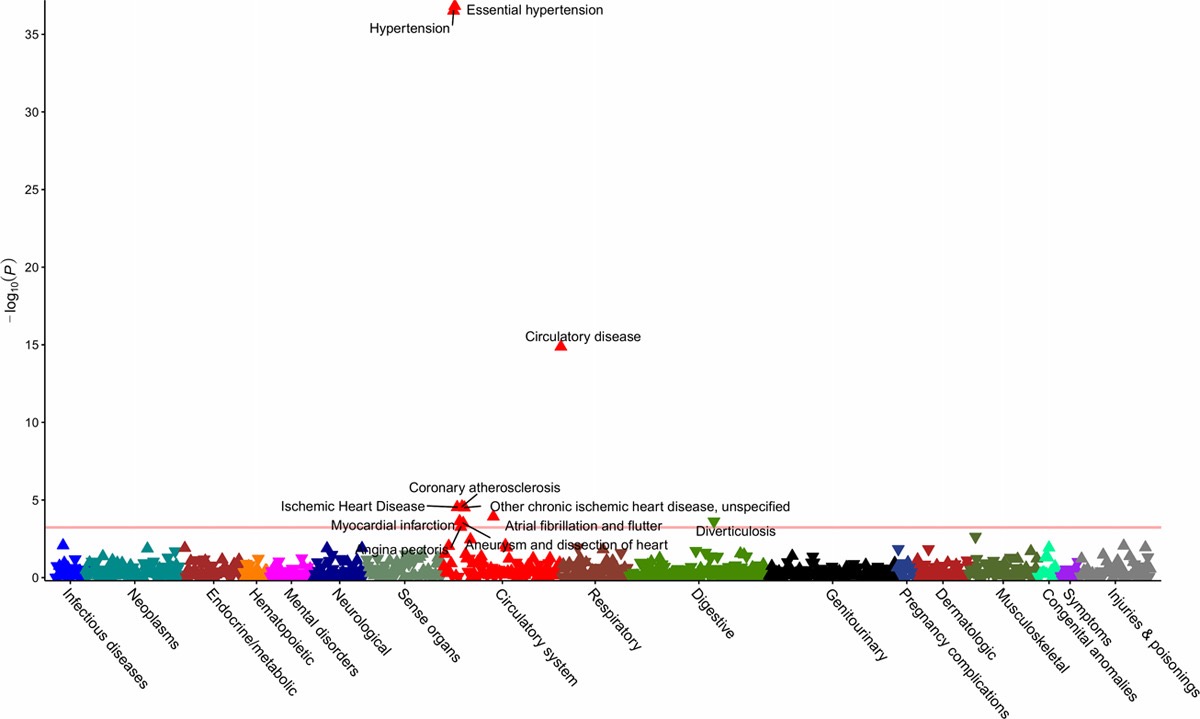 Essential hypertension
Hypertension
35
30
25
20
− log10(P)
Circulatory disease
15
10
Coronary atherosclerosis
5
Ischemic Heart Disease
Other chronic ischemic heart disease, unspecified
Myocardial infarction
Atrial fibrillation and flutter
Diverticulosis
Angina pectoris
Aneurysm and dissection of heart
0
Infectious diseases
Neoplasms
Endocrine/metabolic
Hematopoietic
Mental disorders
Neurological
Sense organs
Circulatory system
Respiratory
Digestive
Genitourinary
Pregnancy complications
Dermatologic
Musculoskeletal
Congenital anomalies
Symptoms
Injuries & poisonings